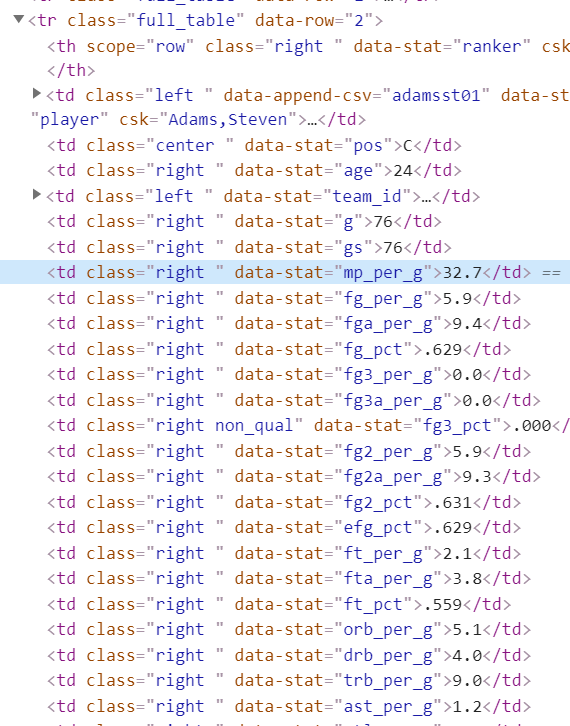 ▼<tr class="full_table" data-row="2">
<th scope="row" class="right " data-stat="ranker" csk
</th>
▶<td class="left " data-append-csv="adamsst01" data-st
"player" csk="Adams,Steven">…</td>
<td class="center " data-stat="pos">C</td>
<td class="right " data-stat="age">24</td>
▶<td class="left " data-stat="team_id">…</td>
<td class="right " data-stat="g">76</td>
<td class="right " data-stat="gs">76</td>
<td class="right " data-stat="mp_per_g">32.7</td> ==
<td class="right " data-stat="fg_per_g">5.9</td>
<td class="right " data-stat="fga_per_g">9.4</td>
<td class="right " data-stat="fg_pct">.629</td>
<td class="right " data-stat="fg3_per_g">0.0</td>
<td class="right " data-stat="fg3a_per_g">0.0</td>
<td class="right non_qual" data-stat="fg3_pct">.000</
<td class="right " data-stat="fg2_per_g">5.9</td>
<td class="right " data-stat="fg2a_per_g">9.3</td>
<td class="right " data-stat="fg2_pct">.631</td>
<td class="right " data-stat="efg_pct">.629</td>
<td class="right " data-stat="ft_per_g">2.1</td>
<td class="right " data-stat="fta_per_g">3.8</td>
<td class="right " data-stat="ft_pct">.559</td>
<td class="right " data-stat="orb_per_g">5.1</td>
<td class="right " data-stat="drb_per_g">4.0</td>
<td class="right " data-stat="trb_per_g">9.0</td>
<td class="right " data-stat="ast_per_g">1.2</td>